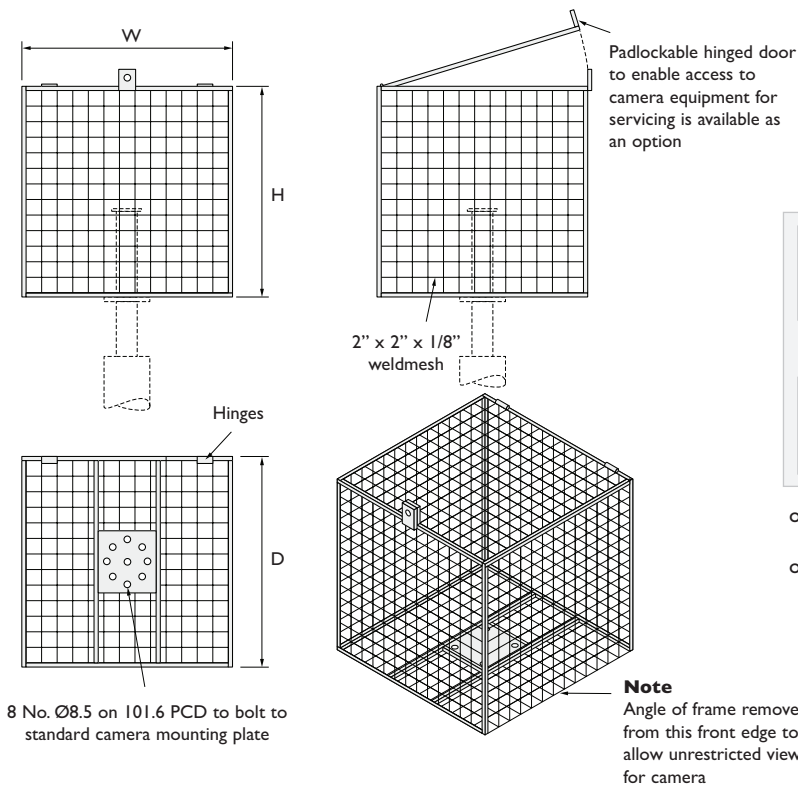 W
H
Padlockable hinged door
to enable access to
camera equipment for
servicing is available as
an option
2” x 2” x 1/8”
weldmesh
Hinges
D
8 No. Ø8.5 on 101.6 PCD to bolt to
standard camera mounting plate
Note
Angle of frame remove
from this front edge to
allow unrestricted view
for camera